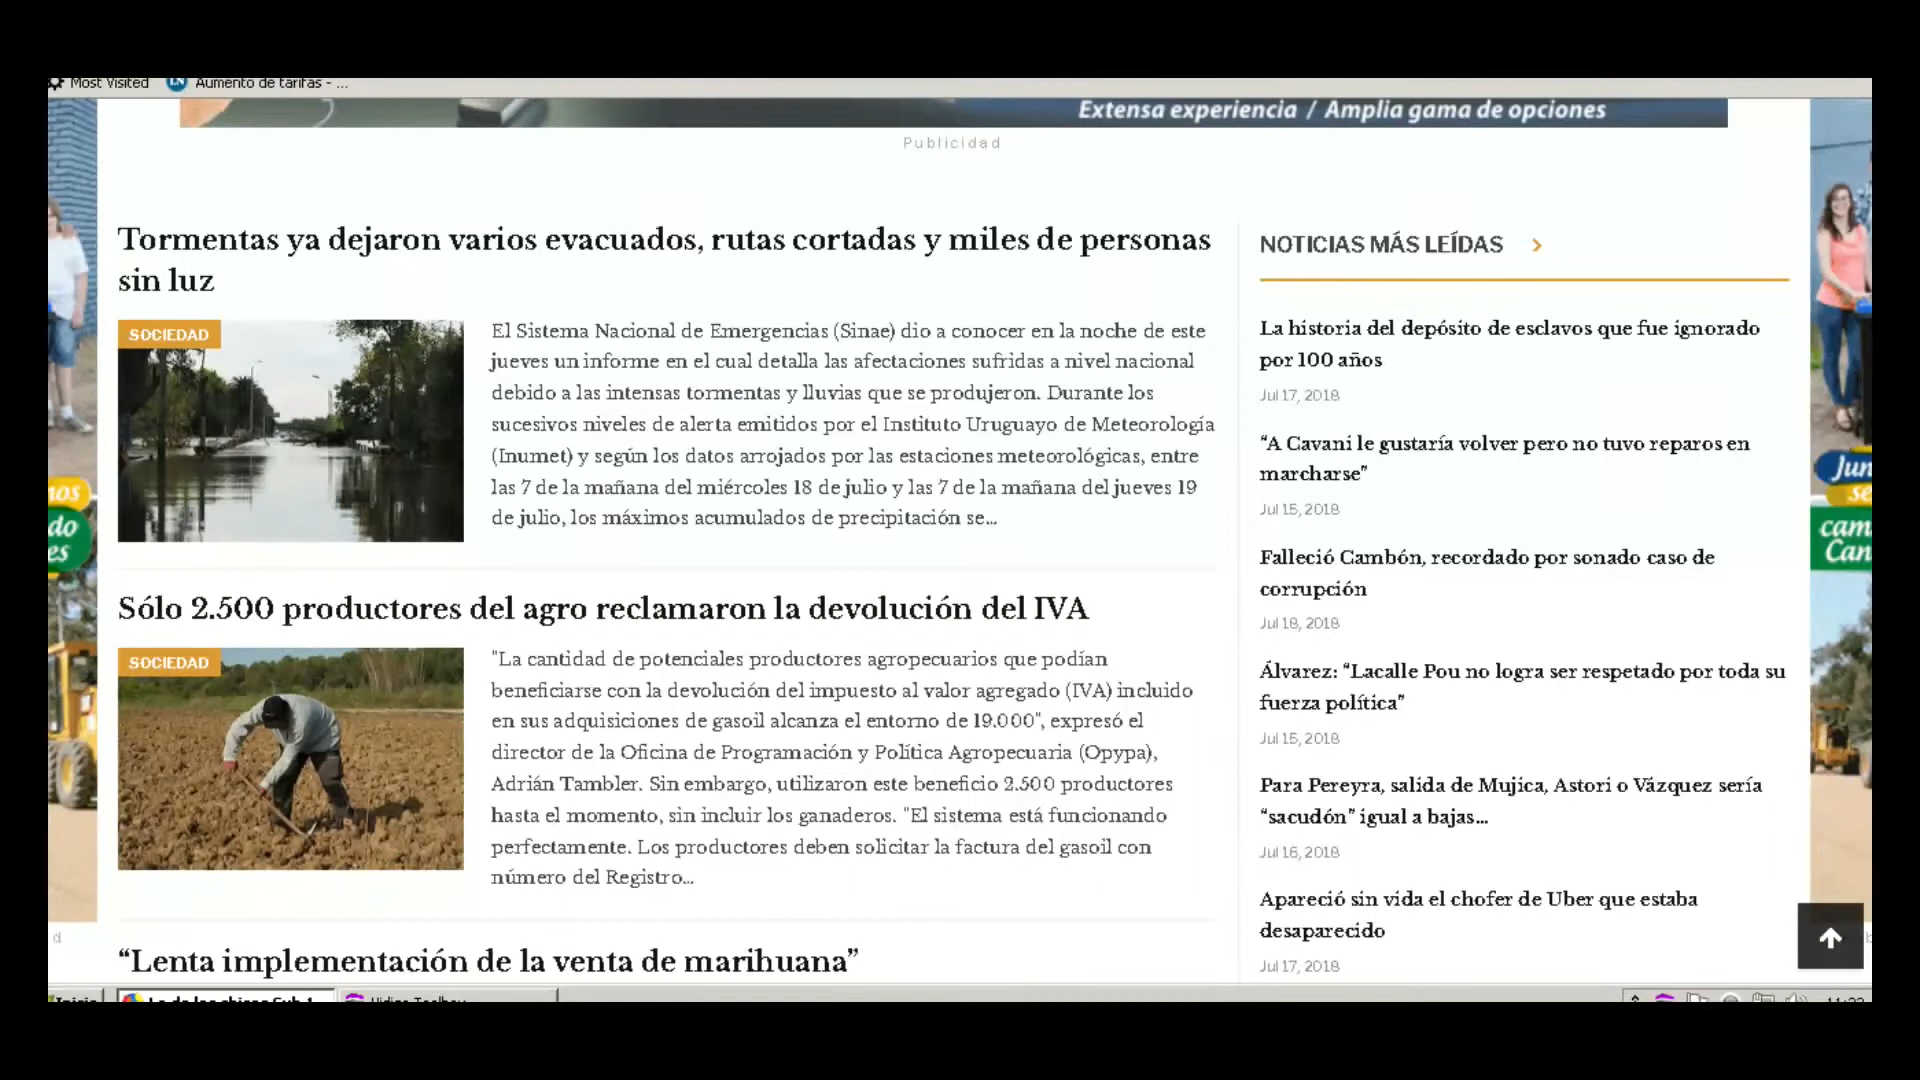 Most Visited Aumento de tarifas - ...
Extensa experiencia / Amplia gama de opciones
Publicidad
Tormentas ya dejaron varios evacuados, rutas cortadas y miles de personas
sin luz
SOCIEDAD
El Sistema Nacional de Emergencias (Sinae) dio a conocer en la noche de este
jueves un informe en el cual detalla las afectaciones sufridas a nivel nacional
debido a las intensas tormentas y lluvias que se produjeron. Durante los
sucesivos niveles de alerta emitidos por el Instituto Uruguayo de Meteorología
(Inumet) y según los datos arrojados por las estaciones meteorológicas, entre
las 7 de la mañana del miércoles 18 de julio y las 7 de la mañana del jueves 19
de julio, los máximos acumulados de precipitación se...
Sólo 2.500 productores del agro reclamaron la devolución del IVA
SOCIEDAD
"La cantidad de potenciales productores agropecuarios que podían
beneficiarse con la devolución del impuesto al valor agregado (IVA) incluido
en sus adquisiciones de gasoil alcanza el entorno de 19.000", expresó el
director de la Oficina de Programación y Política Agropecuaria (Opypa),
Adrián Tambler. Sin embargo, utilizaron este beneficio 2.500 productores
hasta el momento, sin incluir los ganaderos. "El sistema está funcionando
perfectamente. Los productores deben solicitar la factura del gasoil con
número del Registro...
“Lenta implementación de la venta de marihuana”
NOTICIAS MÁS LEÍDAS
La historia del depósito de esclavos que fue ignorado
por 100 años
Jul 17, 2018
“A Cavani le gustaría volver pero no tuvo reparos en
marcharse”
Jul 15, 2018
Falleció Cambón, recordado por sonado caso de
corrupción
Jul 18, 2018
Álvarez: “Lacalle Pou no logra ser respetado por toda su
fuerza política”
Jul 15, 2018
Para Pereyra, salida de Mujica, Astori o Vázquez sería
“sacudón” igual a bajas...
Jul 16, 2018
Apareció sin vida el chofer de Uber que estaba
desaparecido
Jul 17, 2018